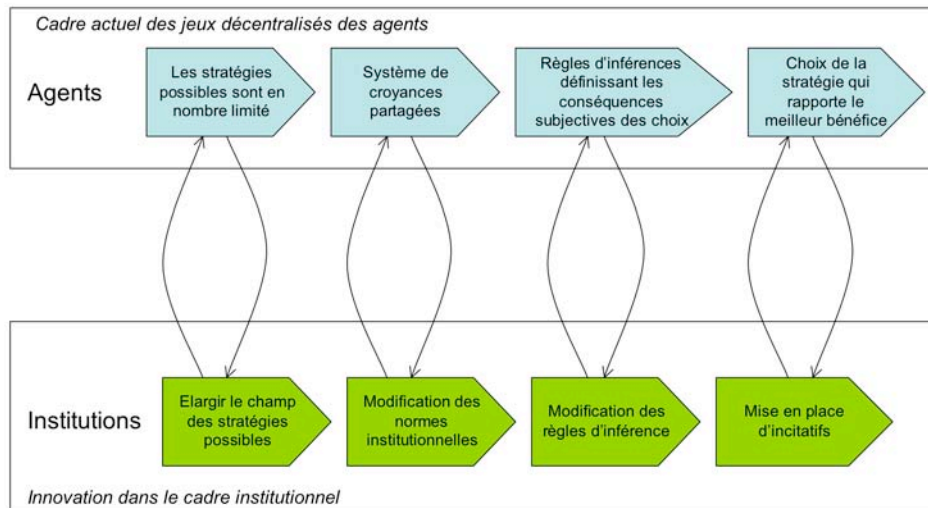 Cadre actuel des jeux décentralisés des agents
Agents
Les stratégies
possibles sont en
nombre limité
Système de
croyances
partagées
Règles d'inférences
définissant les
conséquences
subjectives des choix
Choix de la
stratégie qui
rapporte le
meilleur bénéfice
Institutions
Elargir le champ
des stratégies
possibles
Modification des
normes
institutionnelles
Modification des
règles d'inférence
Mise en place
d'incitatifs
Innovation dans le cadre institutionnel